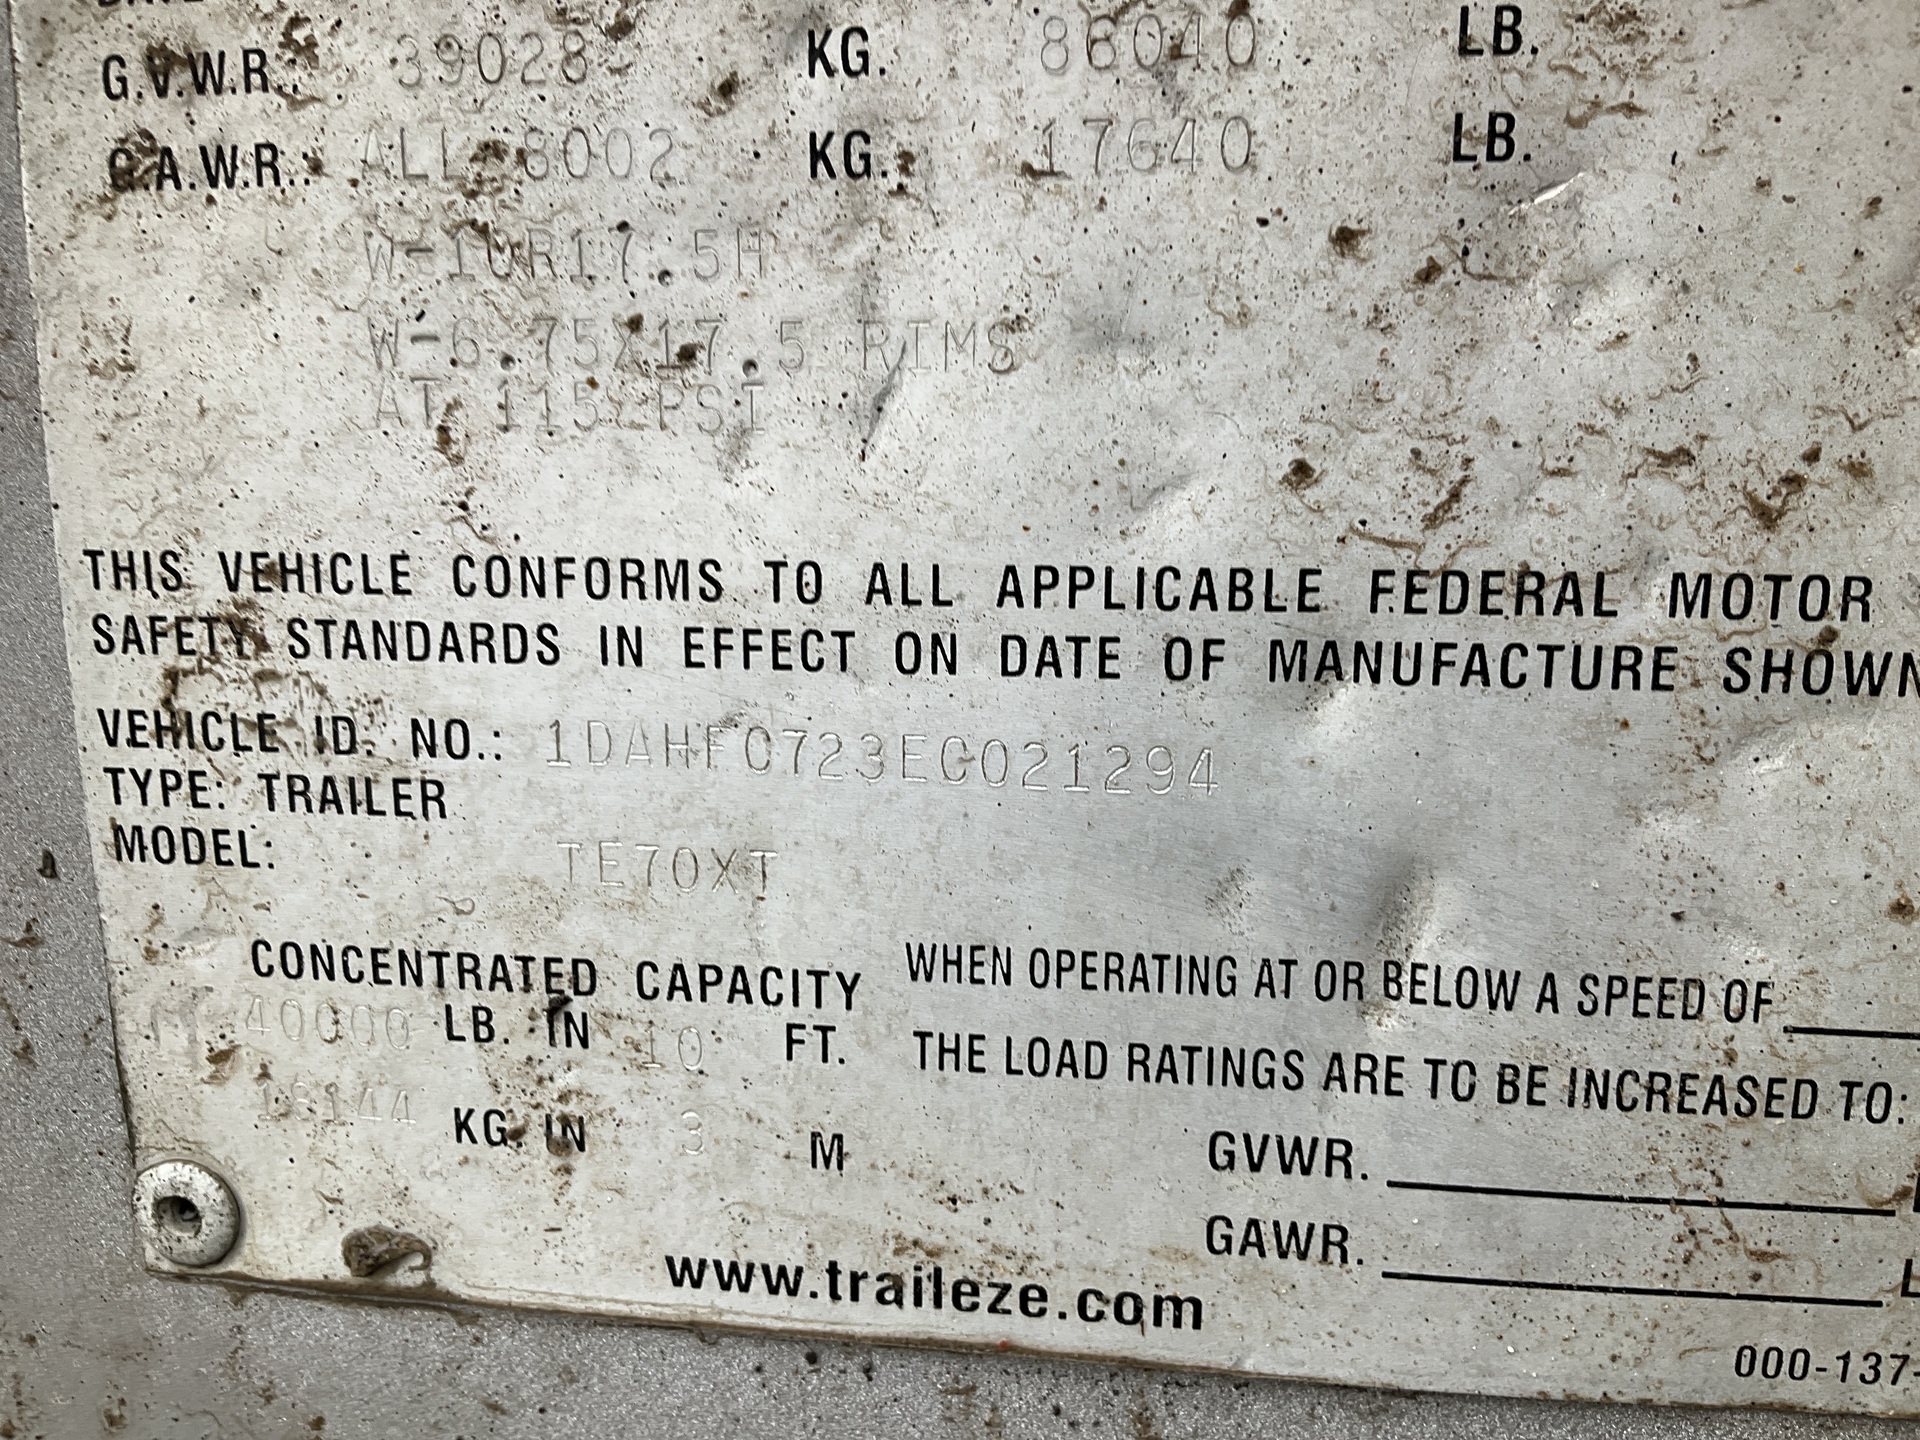 G.V.W.R.: 39028 KG. 86040 LB.
G.A.W.R.: ALL 8002 KG. 17640 LB.
W-10R17.5H
W-6.75X17.5 RIMS
AT 115 PSI
THIS VEHICLE CONFORMS TO ALL APPLICABLE FEDERAL MOTOR
SAFETY STANDARDS IN EFFECT ON DATE OF MANUFACTURE SHOWN
VEHICLE ID. NO.: 1DAHFC723EC021294
TYPE: TRAILER
MODEL: TE70XT
CONCENTRATED CAPACITY
40000 LB. IN 10 FT.
18144 KG. IN 3 M
WHEN OPERATING AT OR BELOW A SPEED OF
THE LOAD RATINGS ARE TO BE INCREASED TO:
GVWR.
GAWR.
www.traileze.com
000-137-